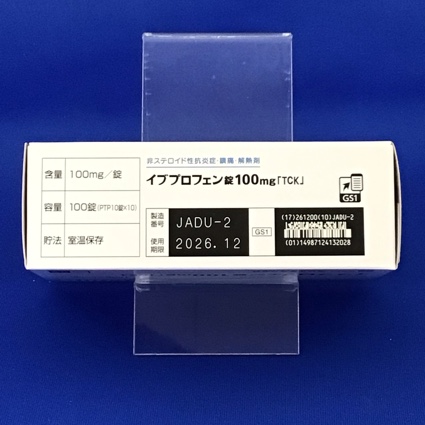 非ステロイド性抗炎症・鎮痛・解熱剤
イブプロフェン錠100mg「TCK」
含量 100mg/錠
容量 100錠(PTP10錠×10)
貯法 室温保存
製造番号 JADU-2
使用期限 2026.12
GS1
GS1
(17)261200(10)JADU-2
(01)14987124132028